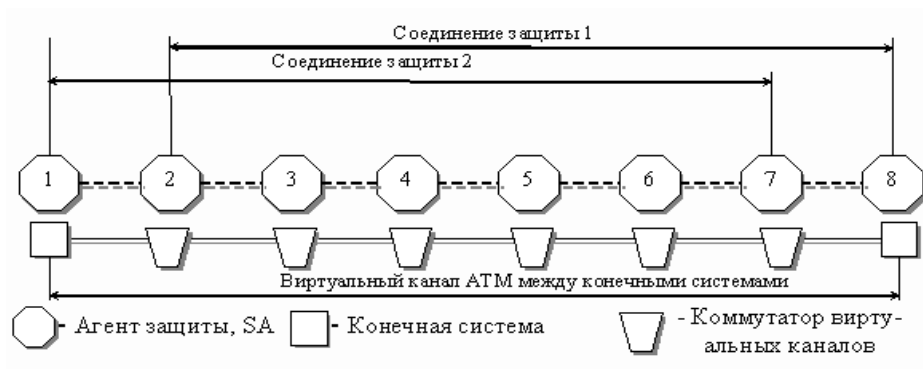 Соединение защиты 1
Соединение защиты 2
1 2 3 4 5 6 7 8
Виртуальный канал АТМ между конечными системами
- Агент защиты, SA
- Конечная система
- Коммутатор вирту-
альных каналов